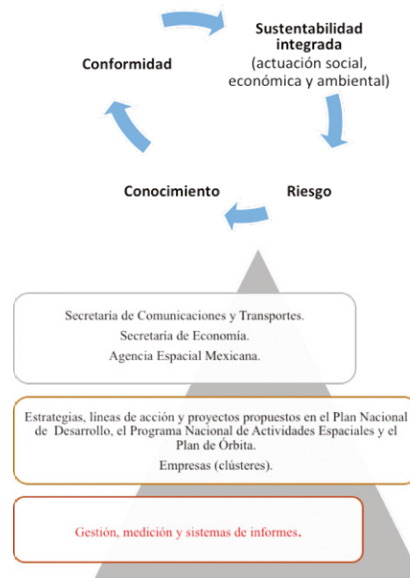 Sustentabilidad
integrada
(actuación social,
económica y ambiental)
Conformidad
Conocimiento
Riesgo
Secretaría de Comunicaciones y Transportes.
Secretaría de Economía.
Agencia Espacial Mexicana.
Estrategias, líneas de acción y proyectos propuestos en el Plan Nacional
de Desarrollo, el Programa Nacional de Actividades Espaciales y el
Plan de Órbita.
Empresas (clústeres).
Gestión, medición y sistemas de informes.